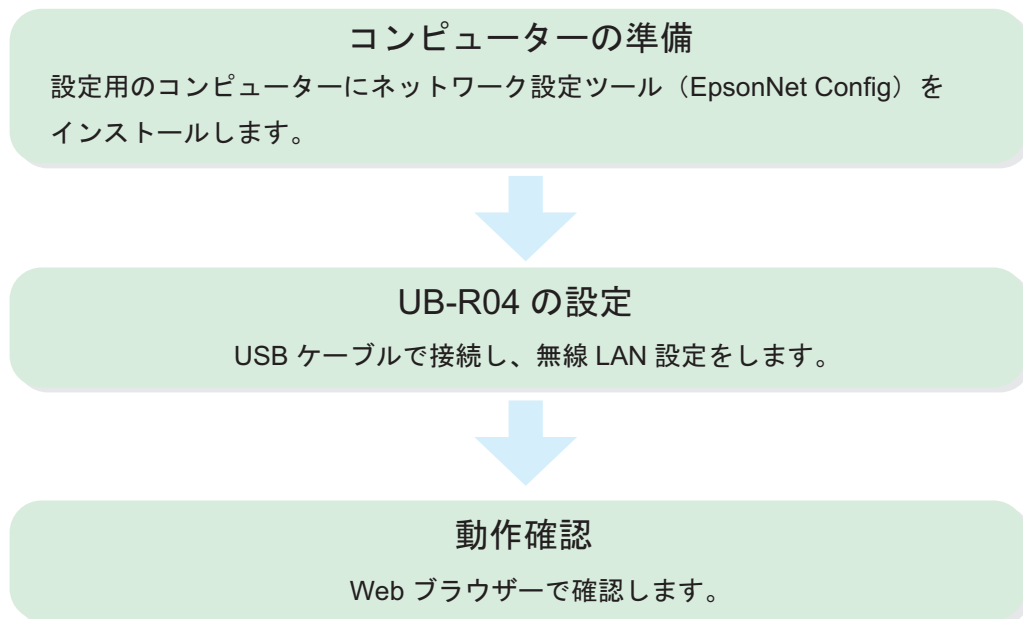 コンピューターの準備
設定用のコンピューターにネットワーク設定ツール（EpsonNet Config）を
インストールします。
UB-R04 の設定
USB ケーブルで接続し、無線 LAN 設定をします。
動作確認
Web ブラウザーで確認します。